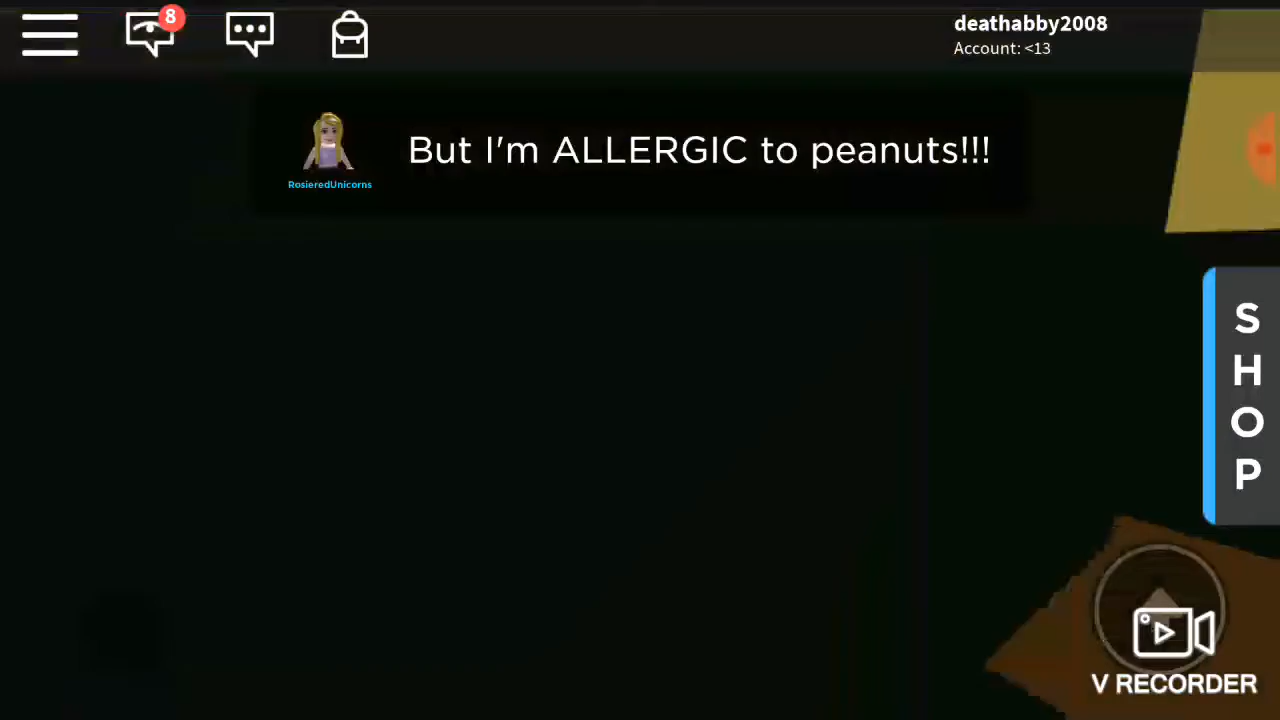 8
deathabby2008
Account: <13
But I'm ALLERGIC to peanuts!!!
RosieredUnicorns
S
H
O
P
V RECORDER